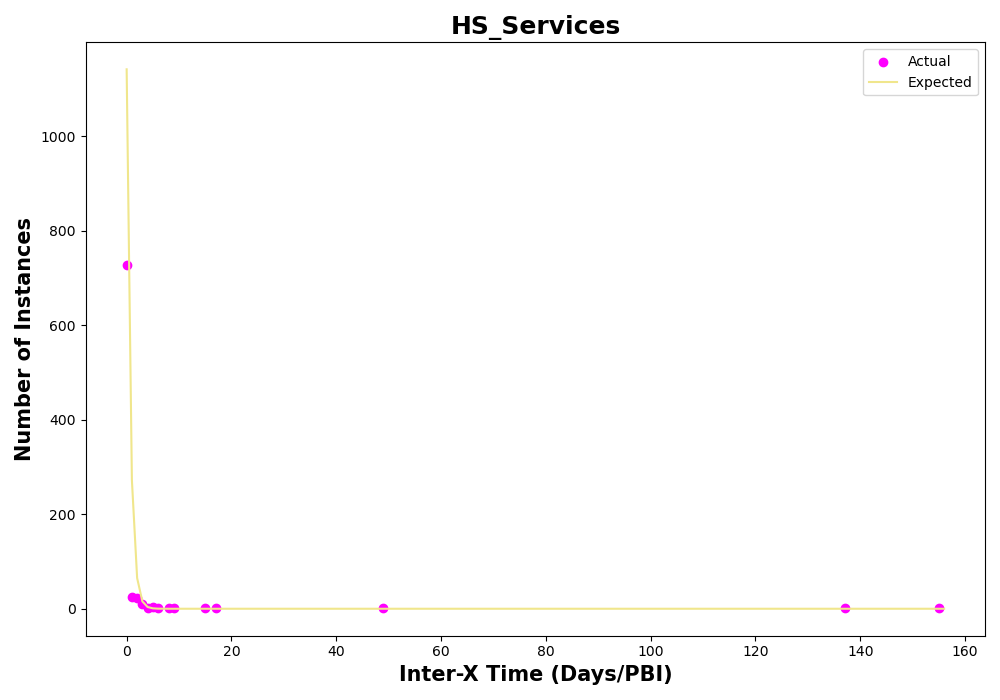 HS_Services
Actual
Expected
1000
800
600
400
200
0
Number of Instances
0 20 40 60 80 100 120 140 160
Inter-X Time (Days/PBI)